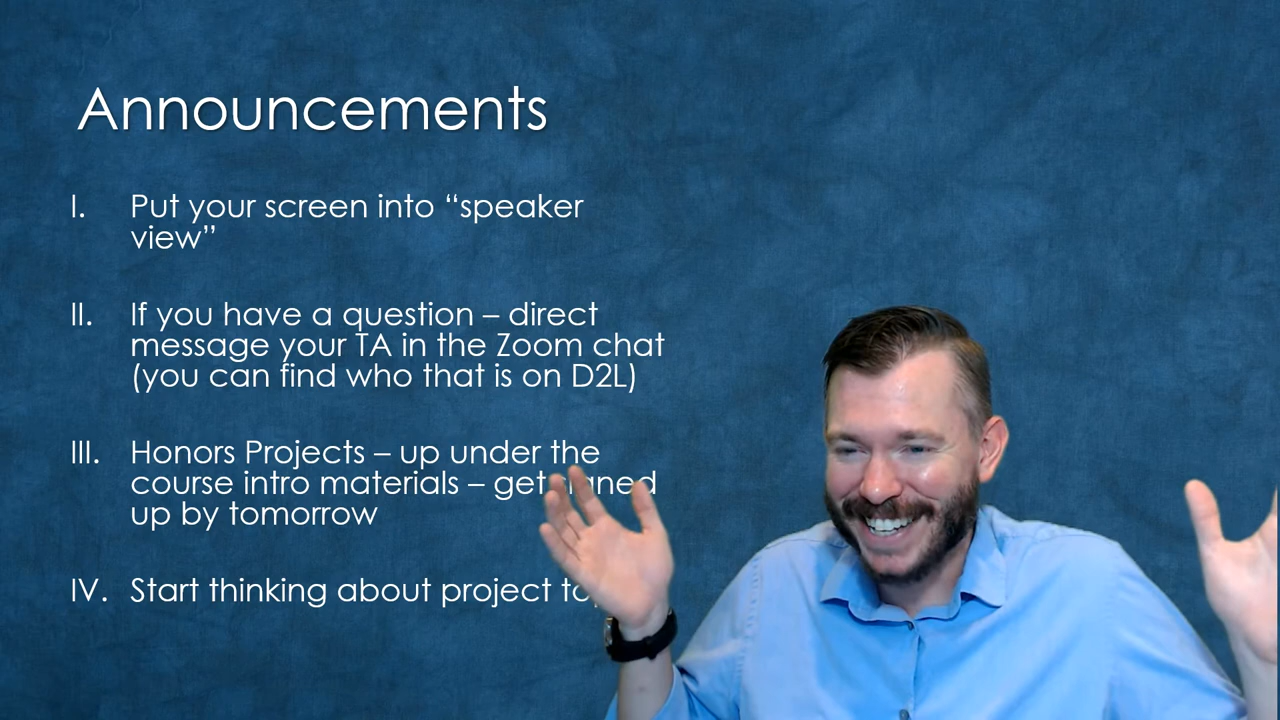 Announcements
I. Put your screen into “speaker
view”
II. If you have a question – direct
message your TA in the Zoom chat
(you can find who that is on D2L)
III. Honors Projects – up under the
course intro materials – get
up by tomorrow
IV. Start thinking about project